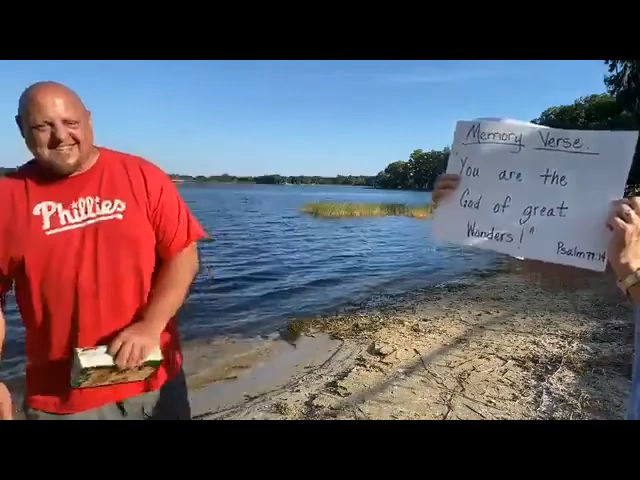 Phillies
Memory Verse:
You are the
God of great
Wonders!"
Psalm 77:14